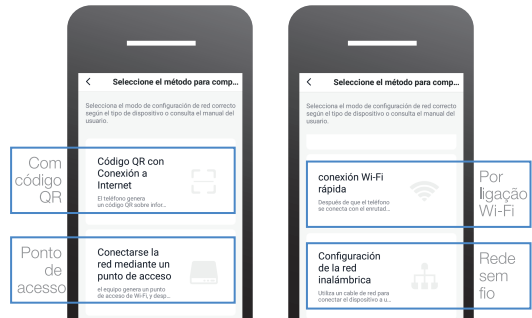 Seleccione el método para comp...
Selecciona el modo de configuración de red correcto
según el tipo de dispositivo o consulta el manual del
usuario.
Com
código
QR
Código QR con
Conexión a
Internet
El teléfono genera
un código QR sobre infor...
Ponto
de
acesso
Conectarse la
red mediante un
punto de acceso
el equipo genera un punto
de acceso de Wi-Fi, y desp...
Seleccione el método para comp...
Selecciona el modo de configuración de red correcto
según el tipo de dispositivo o consulta el manual del
usuario.
conexión Wi-Fi
rápida
Después de que el teléfono
se conecta con el enrutad...
Por
ligação
Wi-Fi
Configuración
de la red
inalámbrica
Utiliza un cable de red para
conectar el dispositivo a u...
Rede
sem
fio